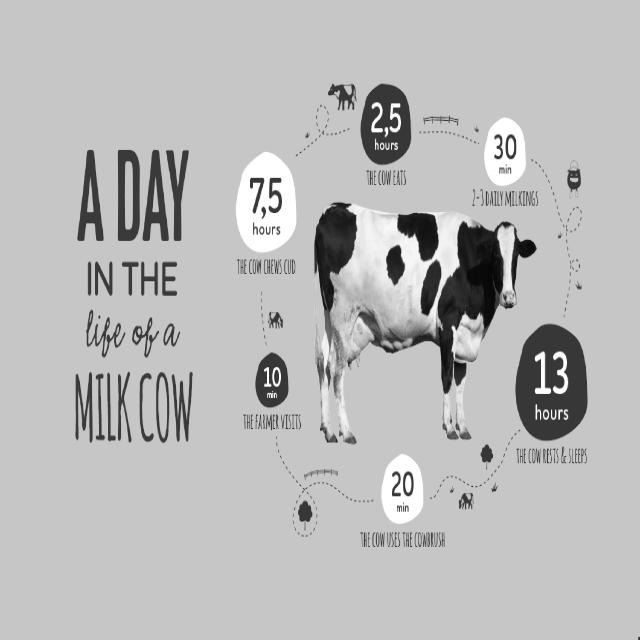 A DAY
IN THE
life of a
MILK COW
2,5
hours
THE COW EATS
30
min
2-3 DAILY MILKINGS
13
hours
THE COW RESTS & SLEEPS
20
min
THE COW USES THE COWBRUSH
10
min
THE FARMER VISITS
7,5
hours
THE COW CHEWS CUD